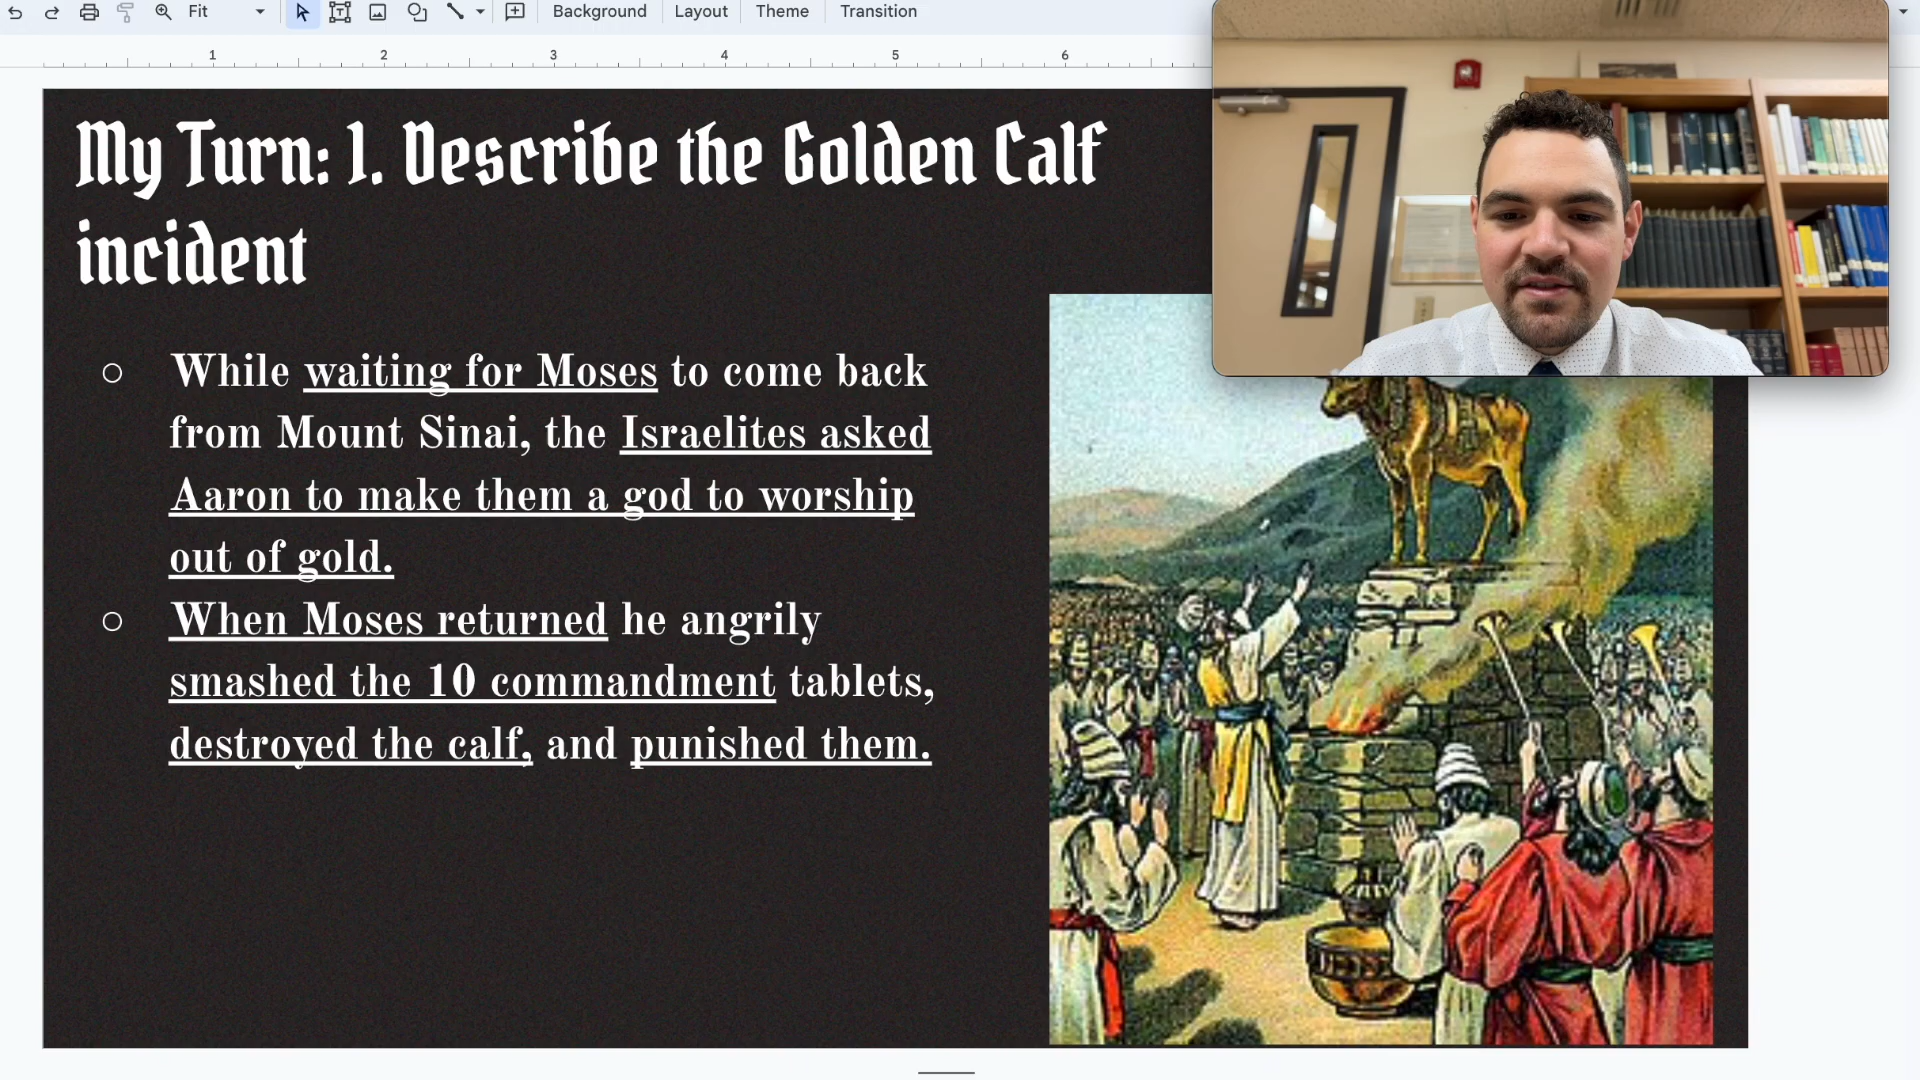 Fit
Background
Layout
Theme
Transition
1 2 3 4 5 6
My Turn: 1. Describe the Golden Calf
incident
While waiting for Moses to come back
from Mount Sinai, the Israelites asked
Aaron to make them a god to worship
out of gold.
When Moses returned he angrily
smashed the 10 commandment tablets,
destroyed the calf, and punished them.